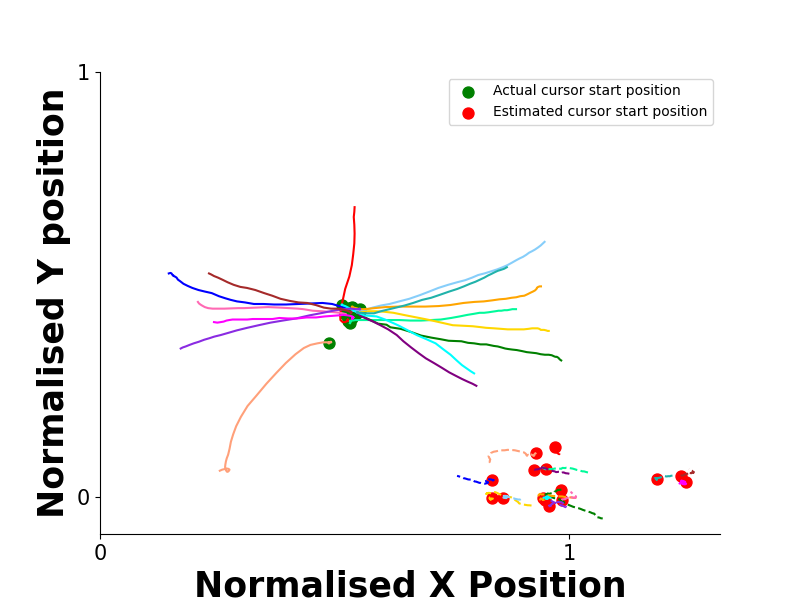 1
Actual cursor start position
Estimated cursor start position
Normalised Y position
0
0
1
Normalised X Position